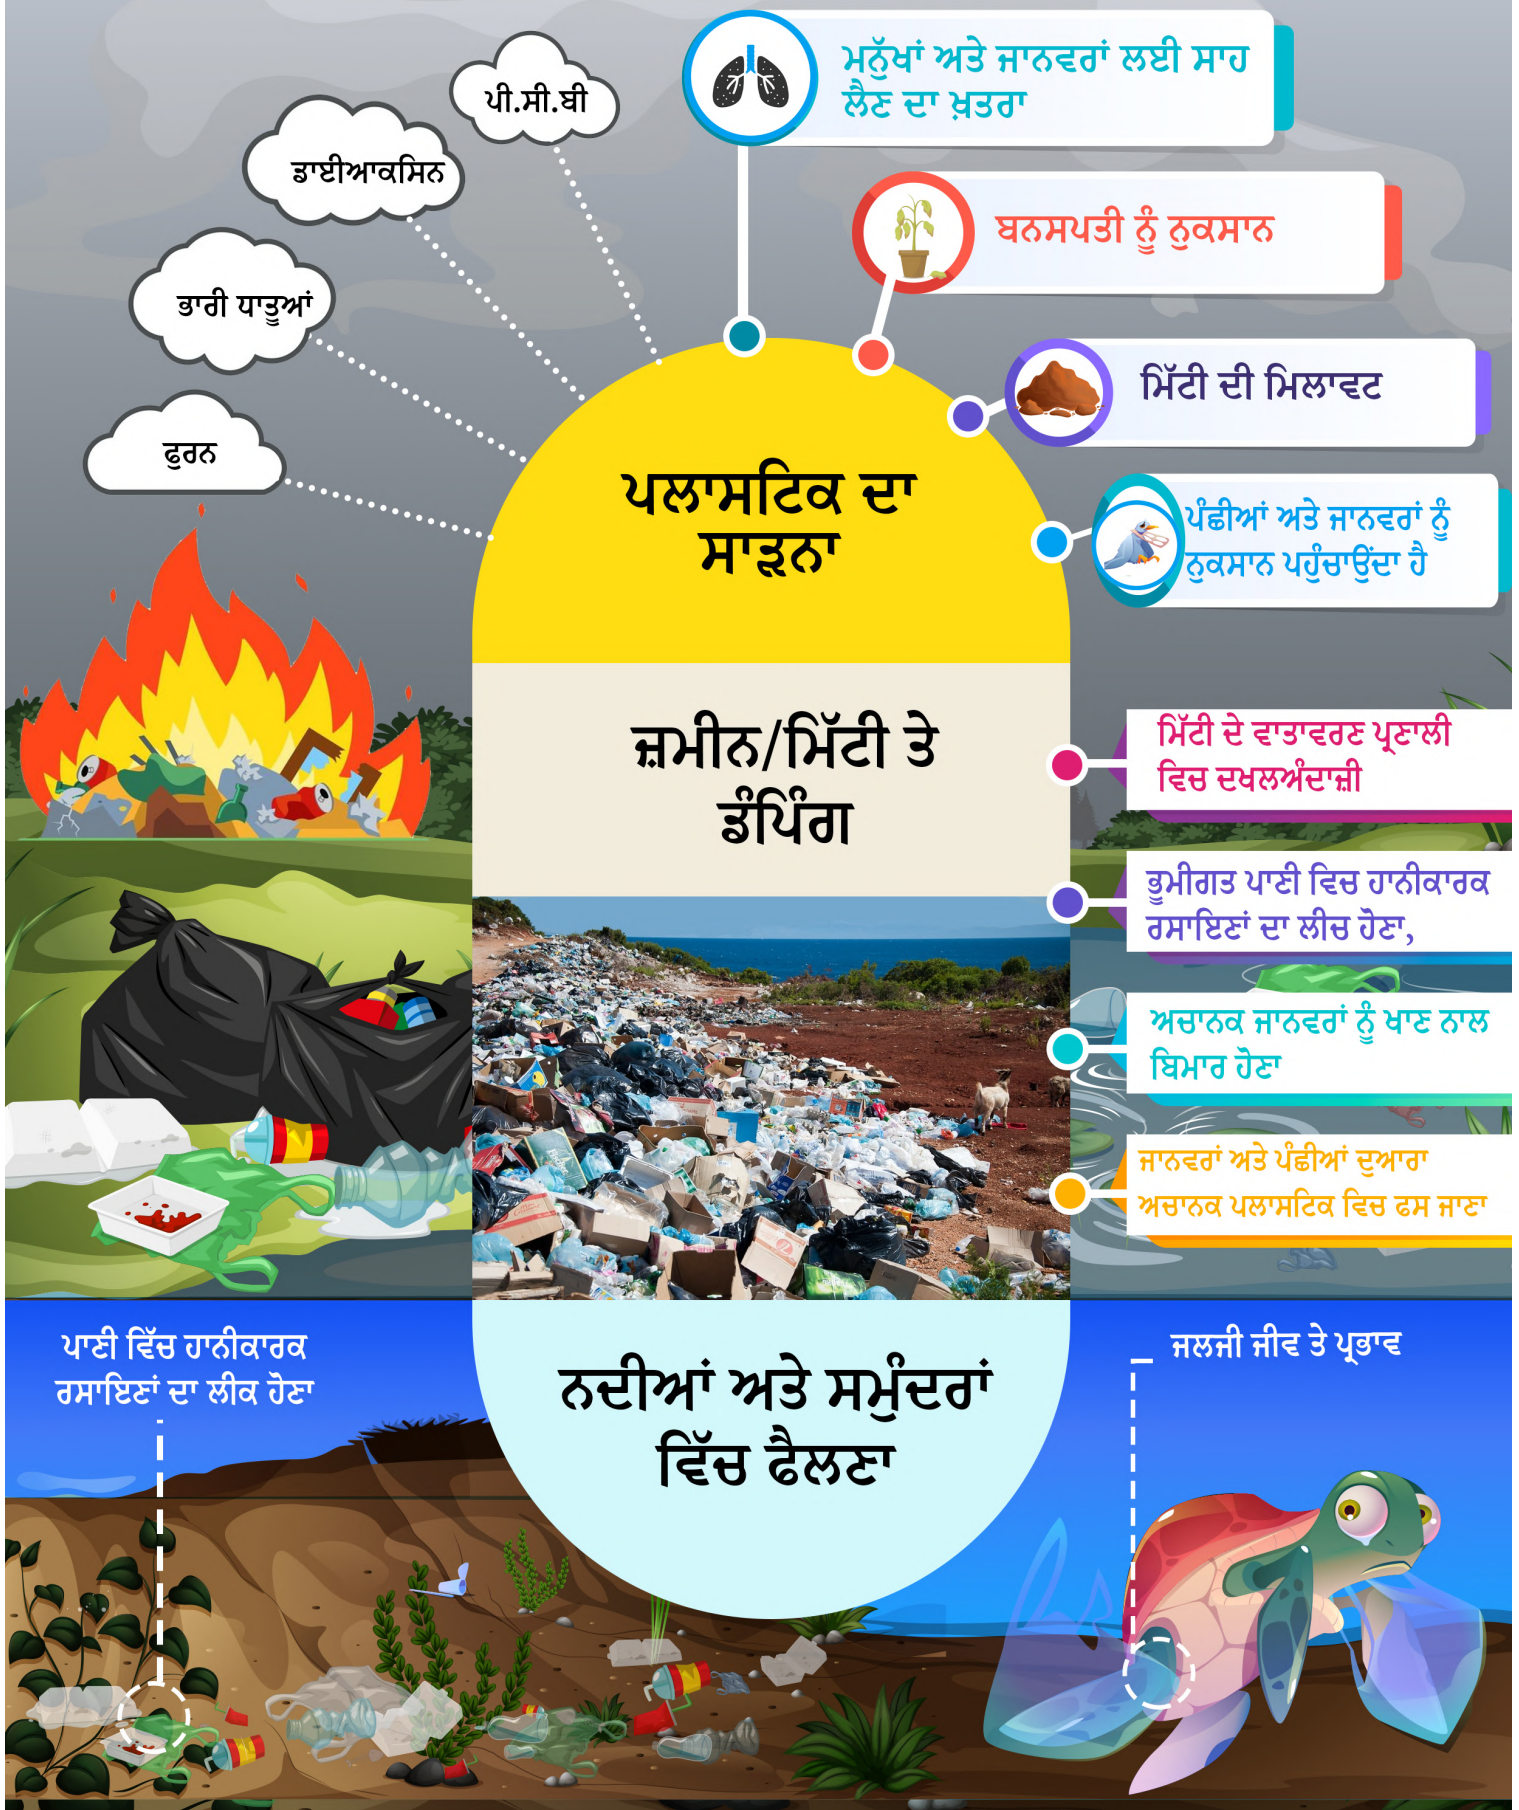 ਪੀ.ਸੀ.ਬੀ
ਡਾਈਆਕਸਿਨ
ਭਾਰੀ ਧਾਤੂਆਂ
ਫੁਰਨ
ਮਨੁੱਖਾਂ ਅਤੇ ਜਾਨਵਰਾਂ ਲਈ ਸਾਹ
ਲੈਣ ਦਾ ਖ਼ਤਰਾ
ਬਨਸਪਤੀ ਨੂੰ ਨੁਕਸਾਨ
ਮਿੱਟੀ ਦੀ ਮਿਲਾਵਟ
ਪੰਛੀਆਂ ਅਤੇ ਜਾਨਵਰਾਂ ਨੂੰ
ਨੁਕਸਾਨ ਪਹੁੰਚਾਉਂਦਾ ਹੈ
ਪਲਾਸਟਿਕ ਦਾ
ਸਾੜਨਾ
ਜ਼ਮੀਨ/ਮਿੱਟੀ ਤੇ
ਡੰਪਿੰਗ
ਮਿੱਟੀ ਦੇ ਵਾਤਾਵਰਣ ਪ੍ਰਣਾਲੀ
ਵਿਚ ਦਖਲਅੰਦਾਜ਼ੀ
ਭੂਮੀਗਤ ਪਾਣੀ ਵਿਚ ਹਾਨੀਕਾਰਕ
ਰਸਾਇਣਾਂ ਦਾ ਲੀਚ ਹੋਣਾ,
ਅਚਾਨਕ ਜਾਨਵਰਾਂ ਨੂੰ ਖਾਣ ਨਾਲ
ਬਿਮਾਰ ਹੋਣਾ
ਜਾਨਵਰਾਂ ਅਤੇ ਪੰਛੀਆਂ ਦੁਆਰਾ
ਅਚਾਨਕ ਪਲਾਸਟਿਕ ਵਿਚ ਫਸ ਜਾਣਾ
ਪਾਣੀ ਵਿੱਚ ਹਾਨੀਕਾਰਕ
ਰਸਾਇਣਾਂ ਦਾ ਲੀਕ ਹੋਣਾ
ਨਦੀਆਂ ਅਤੇ ਸਮੁੰਦਰਾਂ
ਵਿੱਚ ਫੈਲਣਾ
ਜਲਜੀ ਜੀਵ ਤੇ ਪ੍ਰਭਾਵ